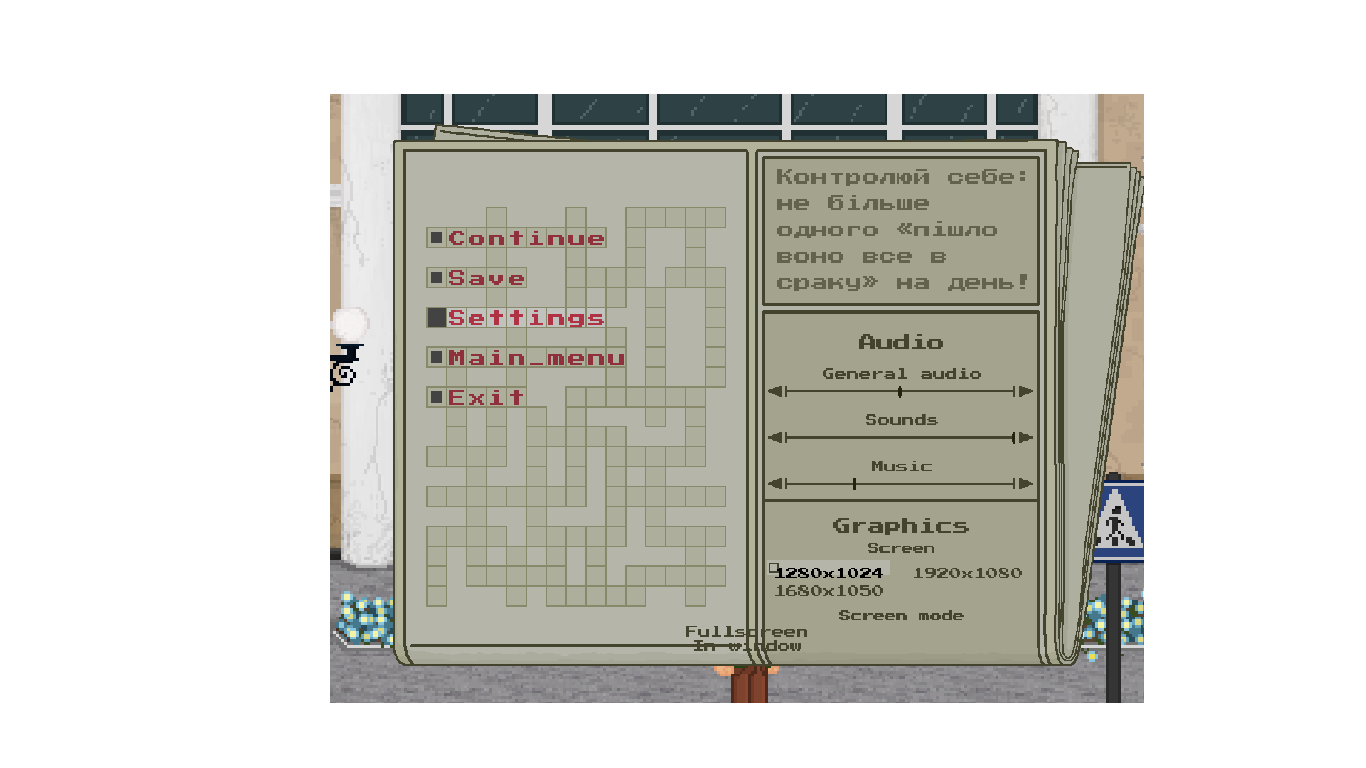 Continue
Save
Settings
Main_menu
Exit
Контролюй себе:
не більше
одного «пішло
воно все в
сраку» на день!
Audio
General audio
Sounds
Music
Graphics
Screen
1280x1024 1920x1080
1680x1050
Screen mode
Fullscreen
In window